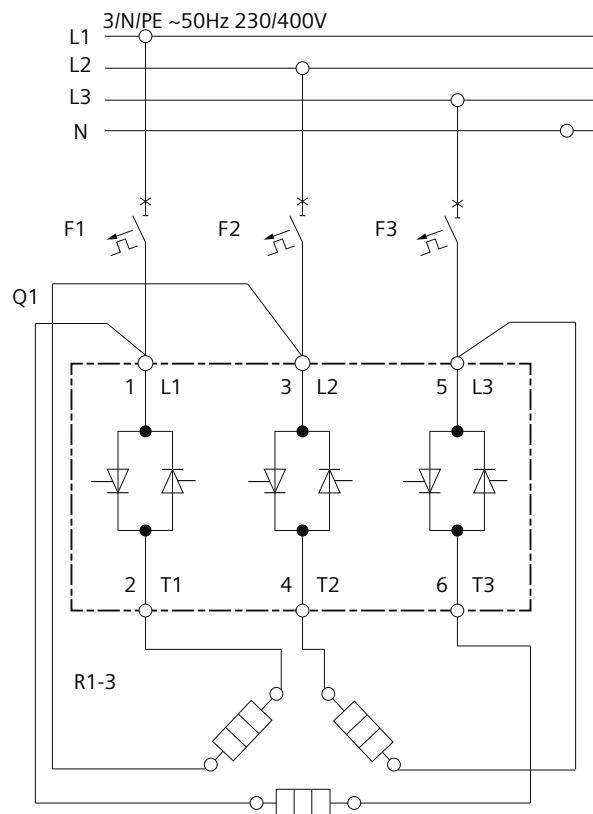 3/N/PE ~50Hz 230/400V
L1
L2
L3
N
F1 F2 F3
Q1
1 L1 3 L2 5 L3
2 T1 4 T2 6 T3
R1-3